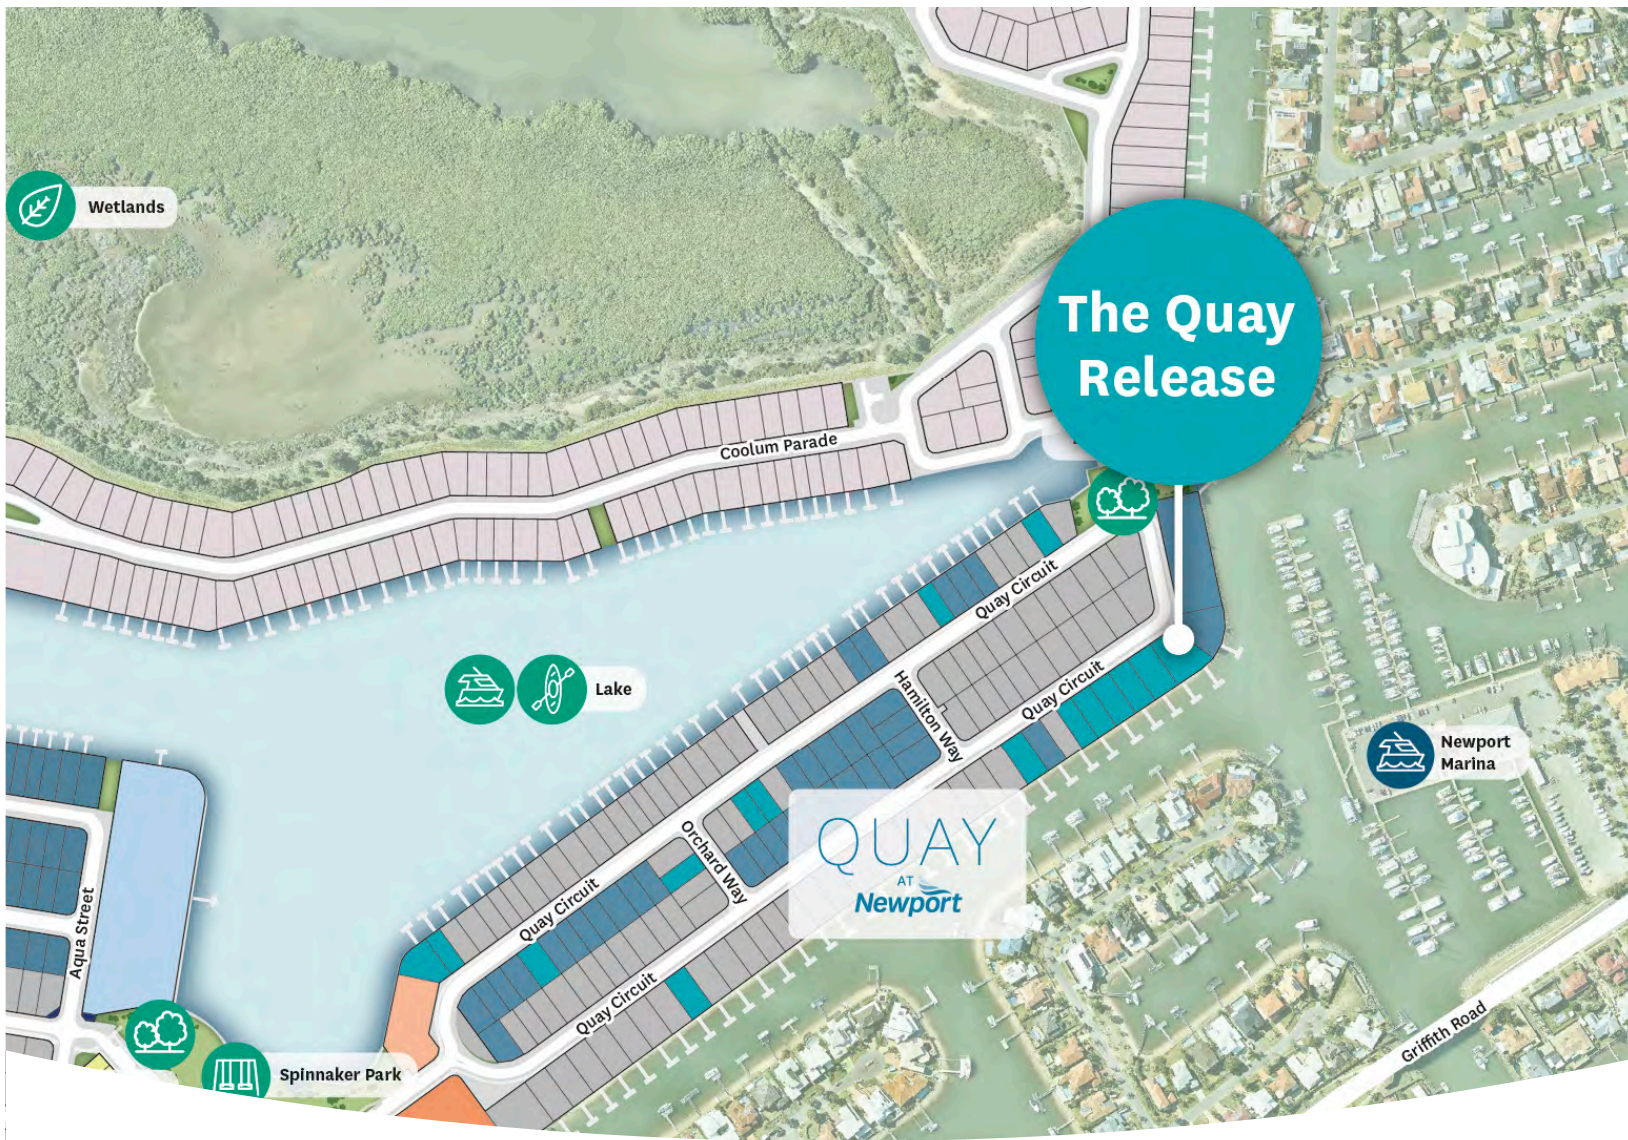 Wetlands
The Quay
Release
Coolum Parade
Quay Circuit
Lake
Hamilton Way
Quay Circuit
Newport
Marina
QUAY
AT
Newport
Orchard Way
Quay Circuit
Aqua Street
Quay Circuit
Griffith Road
Spinnaker Park